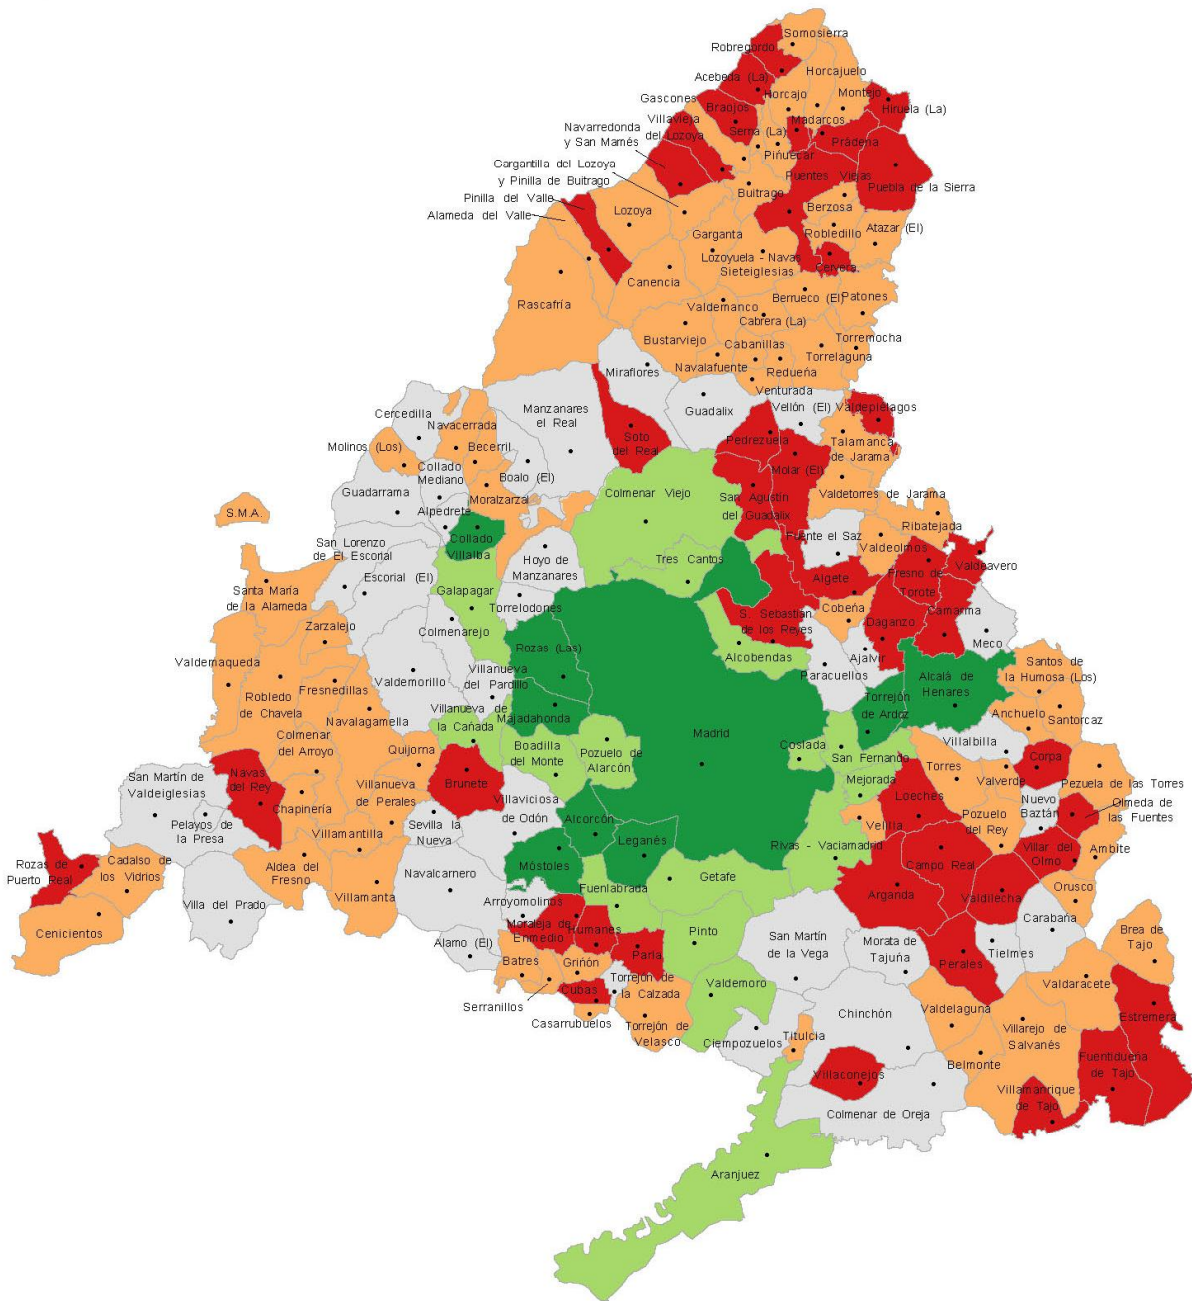 Somosierra
Robregordo
Horcajuelo
Acebeda (La)
Horcajo
Montejo
Gascones
Braojos
Hiruela (La)
Villavieja
del Lozoya
Madarcos
Serna (La)
Navarredonda
y San Mamés
Prádena
Piñuecar
Gargantilla del Lozoya
y Pinilla de Buitrago
Puentes Viejas
Puebla de la Sierra
Buitrago
Pinilla del Valle
Alameda del Valle
Lozoya
Berzosa
Robledillo
Atazar (El)
Garganta
Lozoyuela - Navas
Sieteiglesias
Cervera
Canencia
Rascafría
Berrueco (El)
Patones
Valdemanco
Cabrera (La)
Bustarviejo
Torremocha
Cabanillas
Torrelaguna
Navalafuente
Redueña
Miraflores
Venturada
Guadalix
Vellón (El)
Valdepiélagos
Cercedilla
Manzanares
el Real
Navacerrada
Soto
del Real
Pedrezuela
Talamanca
de Jarama
Molinos (Los)
Becerril
Collado
Mediano
Molar (El)
Boalo (El)
Guadarrama
Moralzarzal
Colmenar Viejo
San Agustín
del Guadalix
Valdetorres de Jarama
S.M.A.
Alpedrete
Ribatejada
Collado
Villalba
Fuente el Saz
San Lorenzo
de El Escorial
Hoyo de
Manzanares
Tres Cantos
Valdeolmos
Valdeavero
Escorial (El)
Fresno de
Torote
Santa María
de la Alameda
Galapagar
Algete
Torrelodones
Cobeña
Camarma
S. Sebastián
de los Reyes
Colmenarejo
Zarzalejo
Daganzo
Meco
Rozas (Las)
Alcobendas
Ajalvir
Valdemaqueda
Valdemorillo
Villanueva
del Pardillo
Paracuellos
Santos de
la Humosa (Los)
Robledo
de Chavela
Fresnedillas
Alcalá de
Henares
Torrejón
de Ardoz
Navalagamella
Villanueva de
la Cañada
Majadahonda
Anchuelo
Santorcaz
Colmenar
del Arroyo
Madrid
Quijorna
Boadilla
del Monte
Pozuelo de
Alarcón
Coslada
Villalbilla
San Fernando
San Martín de
Valdeiglesias
Navas
del Rey
Brunete
Mejorada
Torres
Valverde
Corpa
Pezuela de las Torres
Villanueva
de Perales
Villaviciosa
de Odón
Loeches
Nuevo
Baztán
Olmeda de
las Fuentes
Chapinería
Pelayos de
la Presa
Sevilla la
Nueva
Alcorcón
Velilla
Pozuelo
del Rey
Villamantilla
Leganés
Rivas - Vaciamadrid
Villar del
Olmo
Ambite
Rozas de
Puerto Real
Cadalso de
los Vidrios
Aldea del
Fresno
Campo Real
Móstoles
Navalcarnero
Getafe
Villamanta
Fuenlabrada
Arganda
Valdilecha
Orusco
Villa del Prado
Arroyomolinos
Carabaña
Cenicientos
Moraleja de
Enmedio
Humanes
Pinto
San Martín
de la Vega
Morata de
Tajuña
Brea de
Tajo
Alamo (El)
Parla
Perales
Tielmes
Batres
Griñón
Torrejón de
la Calzada
Valdemoro
Valdaracete
Cubas
Serranillos
Valdelaguna
Chinchón
Estremera
Casarrubuelos
Torrejón de
Velasco
Ciempozuelos
Titulcia
Villarejo de
Salvanés
Belmonte
Fuentidueña
de Tajo
Villaconejos
Villamanrique
de Tajo
Colmenar de Oreja
Aranjuez